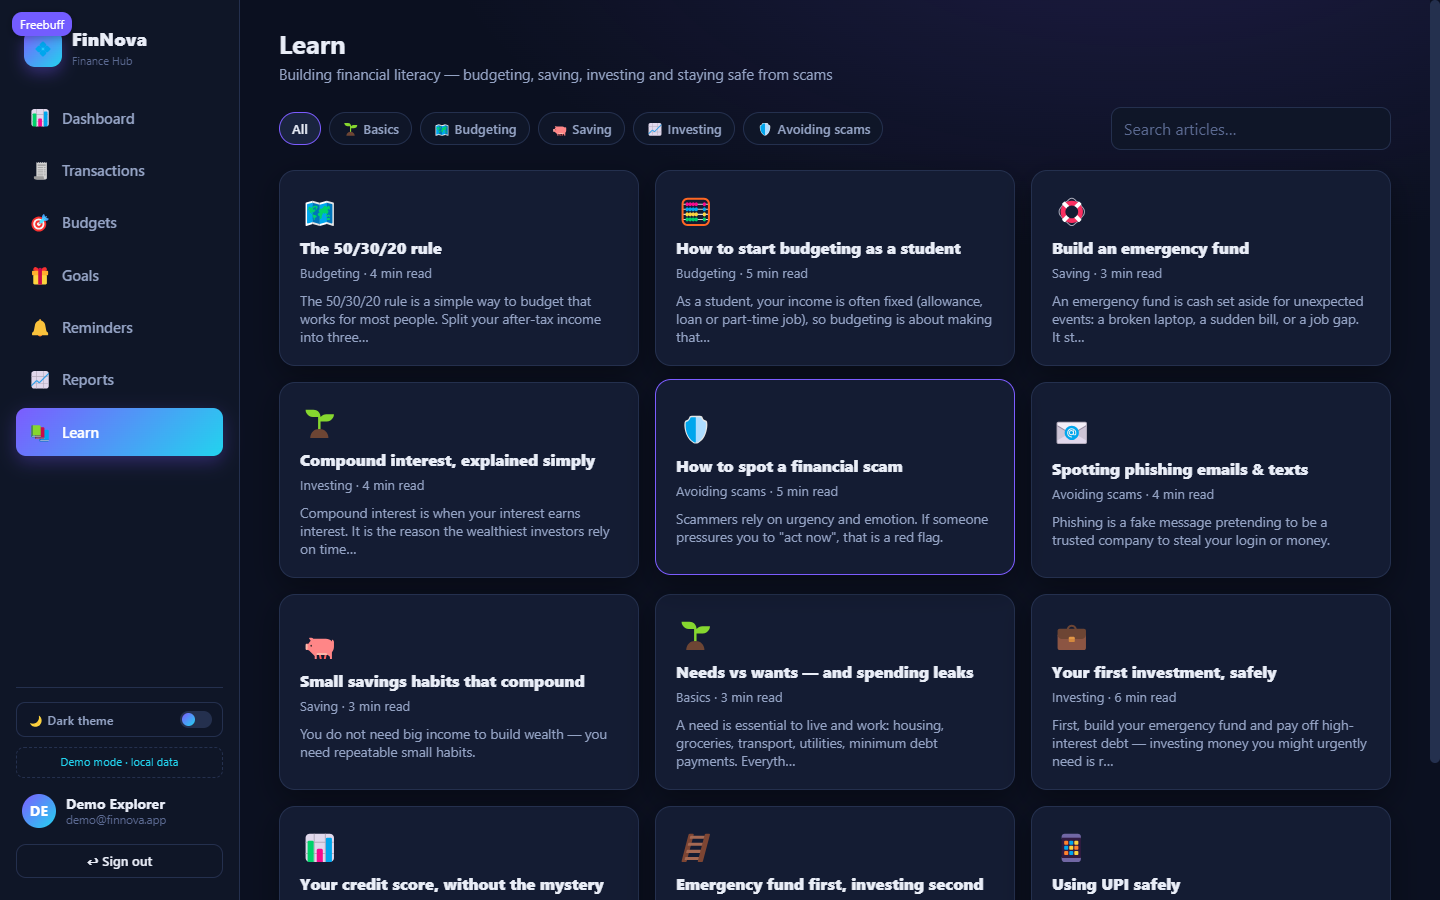 Freebuff
FinNova
Finance Hub
Dashboard
Transactions
Budgets
Goals
Reminders
Reports
Learn
Dark theme
Demo mode · local data
DE
Demo Explorer
demo@finnova.app
↩ Sign out
Learn
Building financial literacy — budgeting, saving, investing and staying safe from scams
All
Basics
Budgeting
Saving
Investing
Avoiding scams
Search articles...
The 50/30/20 rule
Budgeting · 4 min read
The 50/30/20 rule is a simple way to budget that
works for most people. Split your after-tax income
into three...
How to start budgeting as a student
Budgeting · 5 min read
As a student, your income is often fixed (allowance,
loan or part-time job), so budgeting is about making
that...
Build an emergency fund
Saving · 3 min read
An emergency fund is cash set aside for unexpected
events: a broken laptop, a sudden bill, or a job gap.
It st...
Compound interest, explained simply
Investing · 4 min read
Compound interest is when your interest earns
interest. It is the reason the wealthiest investors rely
on time...
How to spot a financial scam
Avoiding scams · 5 min read
Scammers rely on urgency and emotion. If someone
pressures you to "act now", that is a red flag.
Spotting phishing emails & texts
Avoiding scams · 4 min read
Phishing is a fake message pretending to be a
trusted company to steal your login or money.
Small savings habits that compound
Saving · 3 min read
You do not need big income to build wealth — you
need repeatable small habits.
Needs vs wants — and spending leaks
Basics · 3 min read
A need is essential to live and work: housing,
groceries, transport, utilities, minimum debt
payments. Everyth...
Your first investment, safely
Investing · 6 min read
First, build your emergency fund and pay off high-
interest debt — investing money you might urgently
need is r...
Your credit score, without the mystery
Emergency fund first, investing second
Using UPI safely